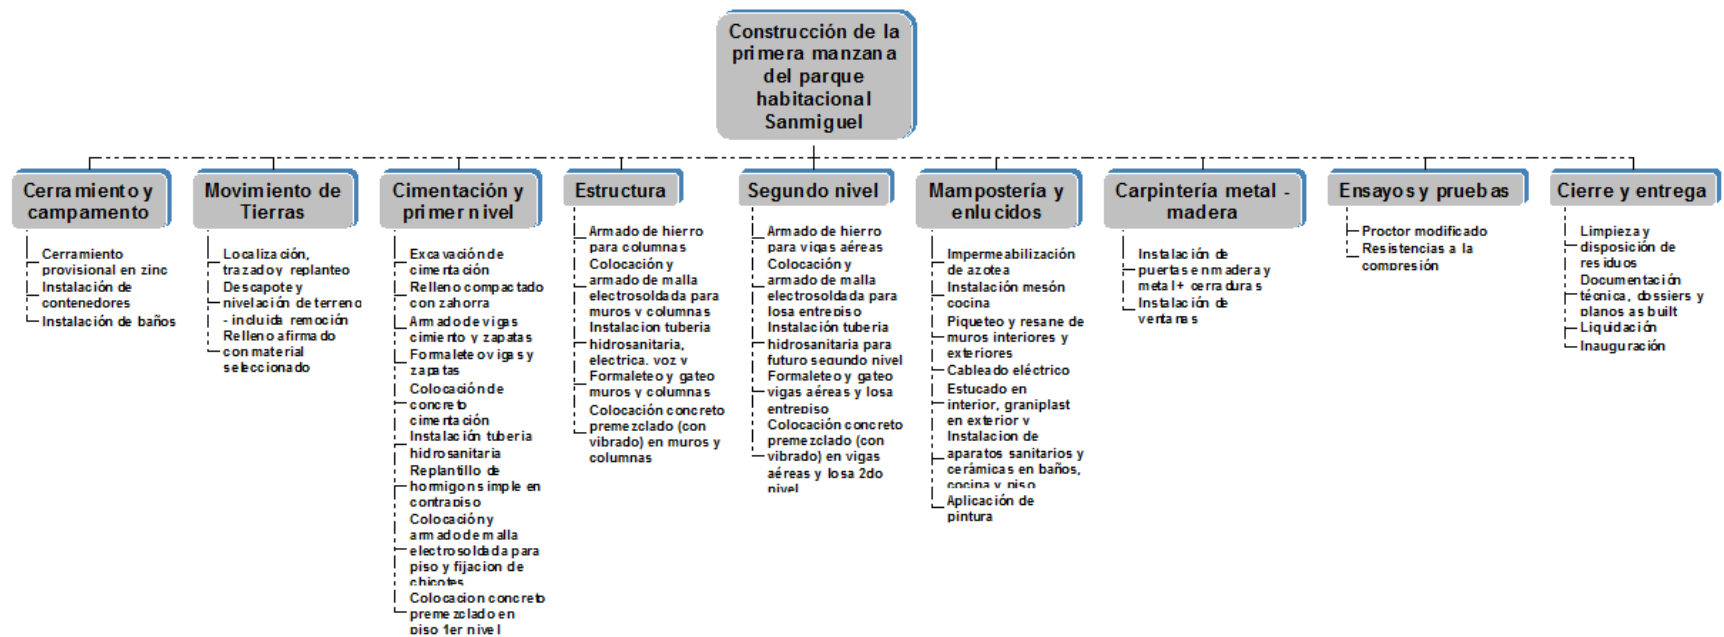 Construcción de la
primera manzana
del parque
habitacional
Sanmiguel
Cerramiento y
campamento
Cerramiento
provisional en zinc
Instalación de
contenedores
Instalación de baños
Movimiento de
Tierras
Localización,
trazado y replanteo
Descapote y
nivelación de terreno
- incluida remoción
Relleno afirmado
con material
seleccionado
Cimentación y
primer nivel
Excavación de
cimentación
Relleno compactado
con zahorra
Armado de vigas
cimiento y zapatas
Formaleteo vigas y
zapatas
Colocación de
concreto
cimentación
Instalación tuberia
hidrosanitaria
Replantillo de
hormigon simple en
contrapiso
Colocación y
armado de malla
electrosoldada para
piso y fijacion de
chicotes
Colocacion concreto
premezclado en
piso 1er nivel
Estructura
Armado de hierro
para columnas
Colocación y
armado de malla
electrosoldada para
muros y columnas
Instalacion tuberia
hidrosanitaria,
electrica, voz y
Formaleteo y gateo
muros y columnas
Colocación concreto
premezclado (con
vibrado) en muros y
columnas
Segundo nivel
Armado de hierro
para vigas aéreas
Colocación y
armado de malla
electrosoldada para
losa entrepiso
Instalación tuberia
hidrosanitaria para
futuro segundo nivel
Formaleteo y gateo
vigas aéreas y losa
entrepiso
Colocación concreto
premezclado (con
vibrado) en vigas
aéreas y losa 2do
nivel
Mampostería y
enlucidos
Impermeabilización
de azotea
Instalación mesón
cocina
Piqueteo y resane de
muros interiores y
exteriores
Cableado eléctrico
Estucado en
interior, graniplast
en exterior y
Instalacion de
aparatos sanitarios y
cerámicas en baños,
cocina y piso
Aplicación de
pintura
Carpintería metal -
madera
Instalación de
puertas en madera y
metal + cerraduras
Instalación de
ventanas
Ensayos y pruebas
Proctor modificado
Resistencias a la
compresión
Cierre y entrega
Limpieza y
disposición de
residuos
Documentación
técnica, dossiers y
planos as built
Liquidación
Inauguración